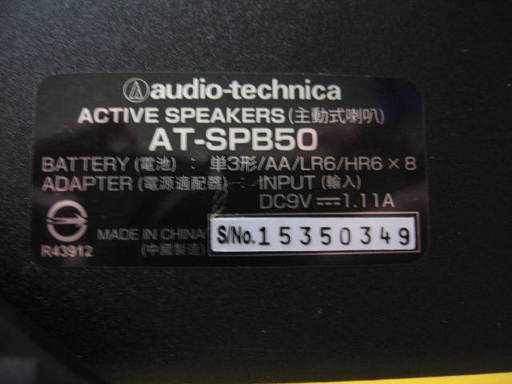 audio-technica
ACTIVE SPEAKERS (主動式喇叭)
AT-SPB50
BATTERY (電池) : 単3形/AA/LR6/HR6 × 8
ADAPTER (電源適配器) : INPUT (輸入)
DC9V ⎓ 1.11A
MADE IN CHINA
(中國製造)
S/No. 15350349
R43912